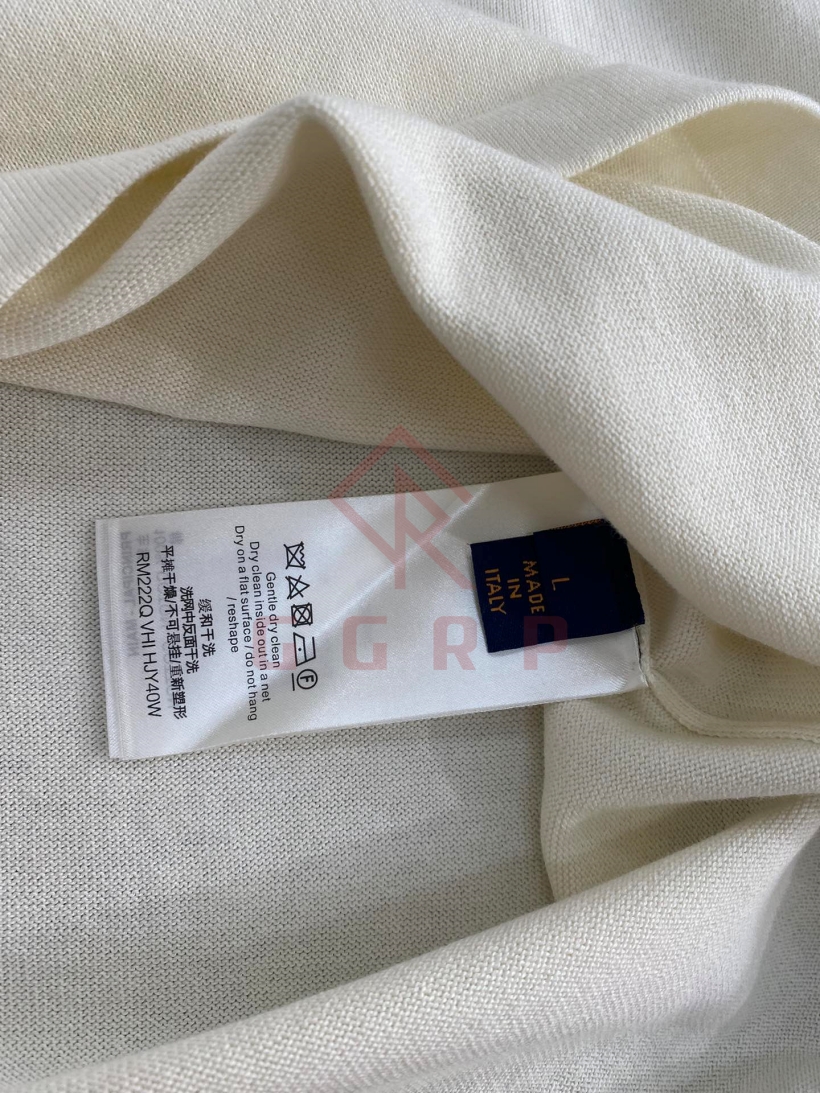 Gentle dry clean
Dry clean inside out in a net
Dry on a flat surface / do not hang
/ reshape
缓和干洗
洗网中反面干洗
平摊干燥/不可悬挂/重新塑形
RM222Q VHI HJY40W
F
L
MADE
IN
ITALY
GGRP